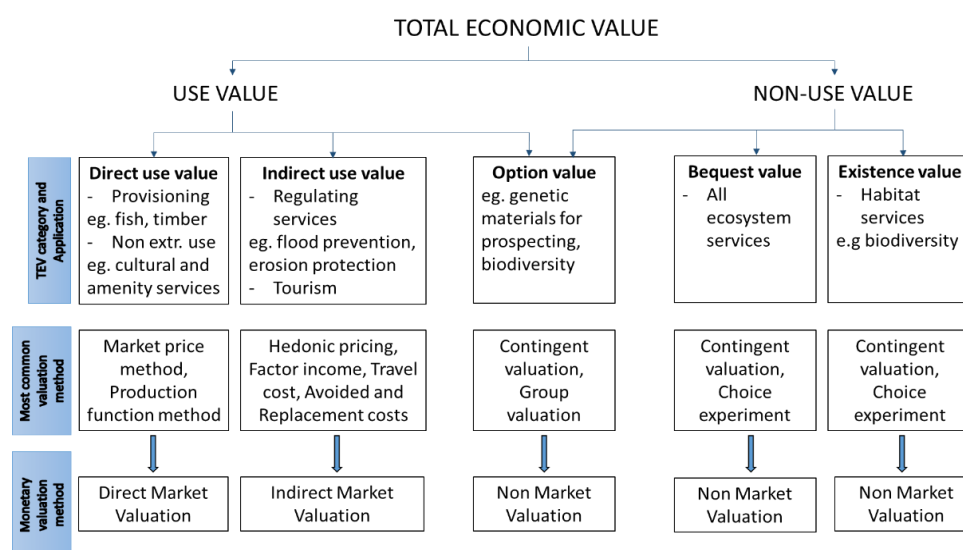 TOTAL ECONOMIC VALUE
USE VALUE
NON-USE VALUE
TEV category and
Application
Direct use value
- Provisioning
eg. fish, timber
- Non extr. use
eg. cultural and
amenity services
Indirect use value
- Regulating
services
eg. flood prevention,
erosion protection
- Tourism
Option value
eg. genetic
materials for
prospecting,
biodiversity
Bequest value
- All
ecosystem
services
Existence value
- Habitat
services
e.g biodiversity
Most common
valuation
method
Market price
method,
Production
function method
Hedonic pricing,
Factor income, Travel
cost, Avoided and
Replacement costs
Contingent
valuation,
Group
valuation
Contingent
valuation,
Choice
experiment
Contingent
valuation,
Choice
experiment
Monetary
valuation
method
Direct Market
Valuation
Indirect Market
Valuation
Non Market
Valuation
Non Market
Valuation
Non Market
Valuation